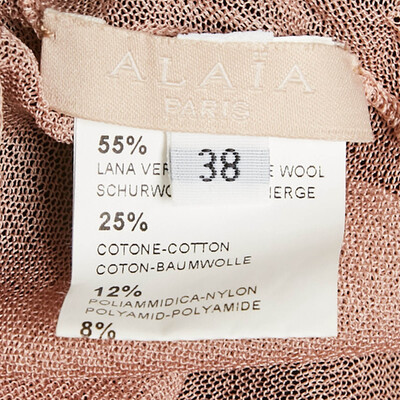 ALAÏA
PARIS
55%
38
LANA VER E WOOL
SCHURWO IERGE
25%
COTONE-COTTON
COTON-BAUMWOLLE
12%
POLIAMMIDICA-NYLON
POLYAMID-POLYAMIDE
8%